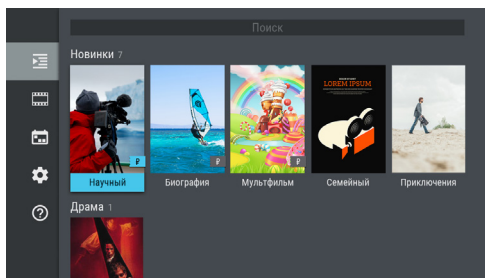 Поиск
Новинки 7
LOREM IPSUM
₽
₽
₽
Научный
Биография
Мультфильм
Семейный
Приключения
Драма 1